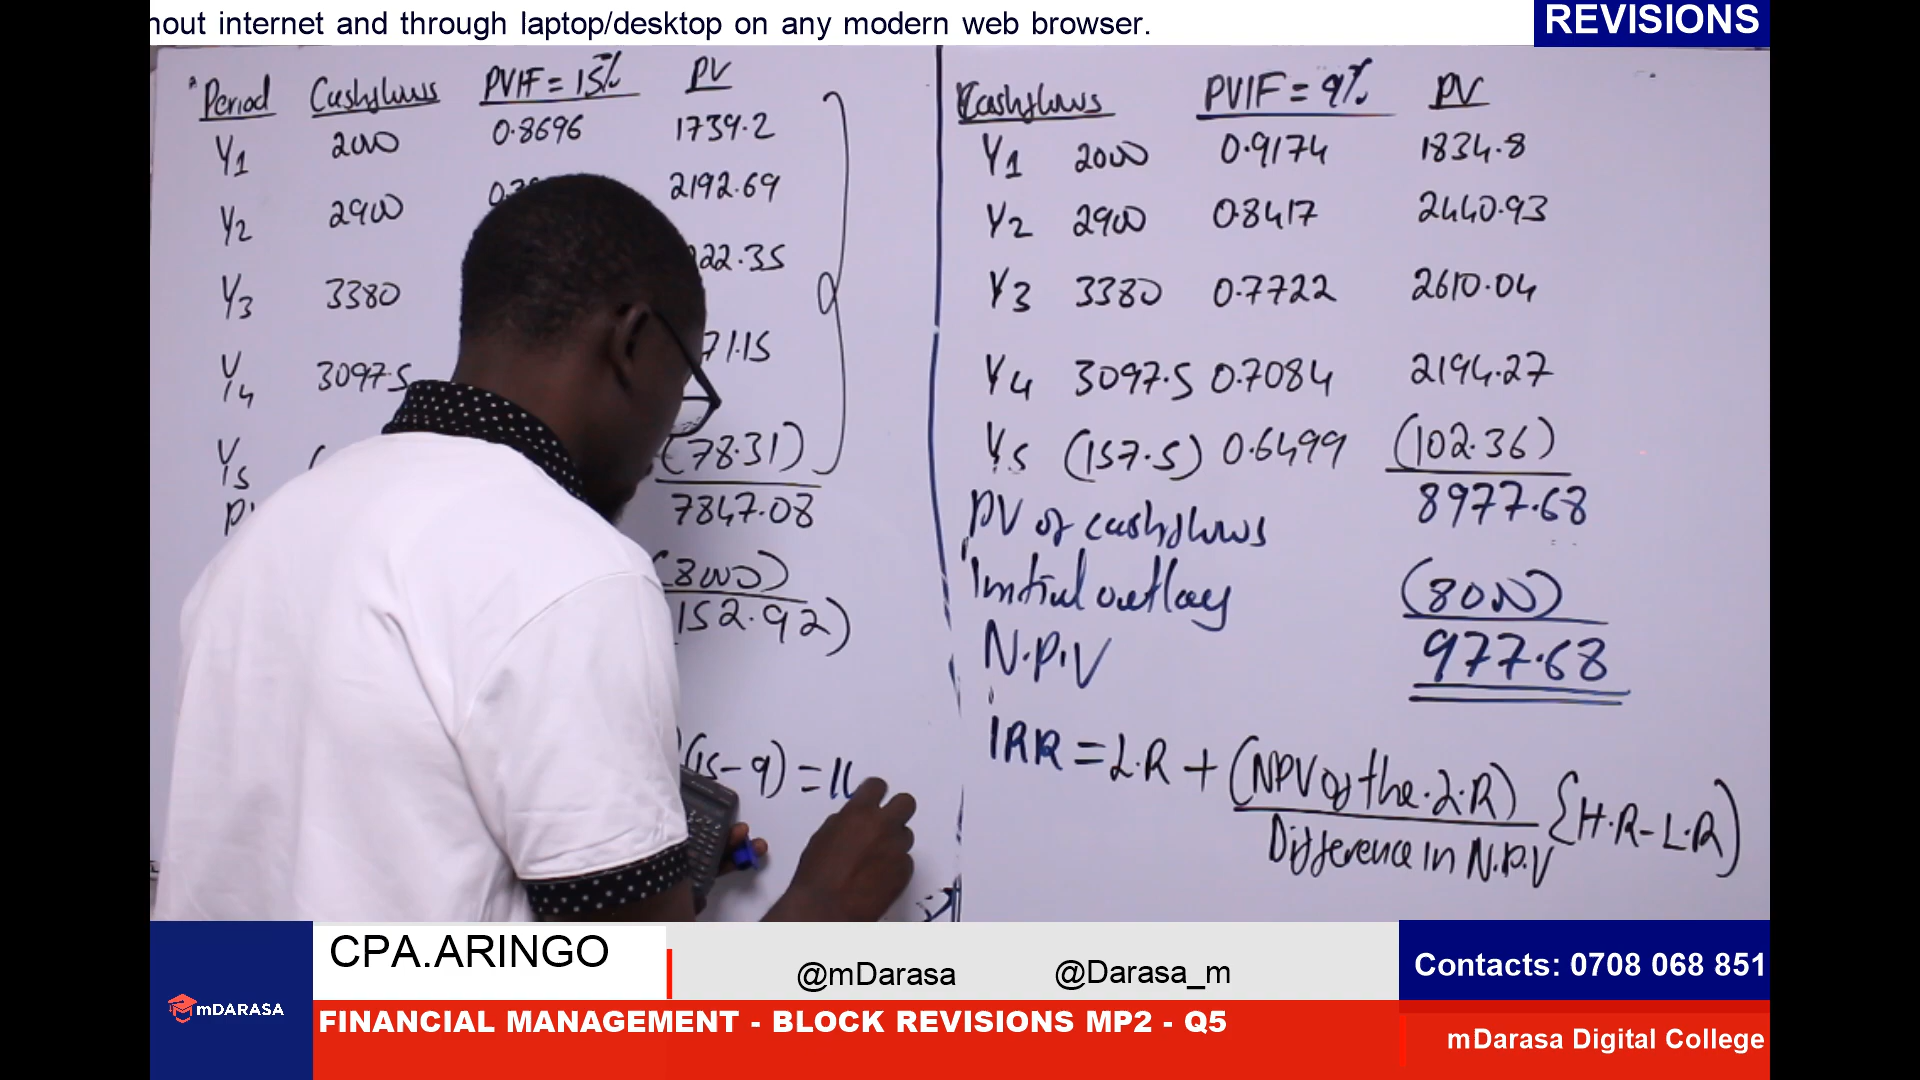 hout internet and through laptop/desktop on any modern web browser.
REVISIONS
Period Cashflows PVIF = 15% PV
Y1 2000 0.8696 1739.2
Y2 2900 2192.69
Y3 3380 22.35
Y4 3097.5 71.15
Y5 (78.31)
7847.08
(8000)
152.92)
(15-9) = 1
Cashflows PVIF = 9% PV
Y1 2000 0.9174 1834.8
Y2 2900 0.8417 2440.93
Y3 3380 0.7722 2610.04
Y4 3097.5 0.7084 2194.27
Y5 (157.5) 0.6499 (102.36)
PV of cashflows 8977.68
Initial outlay (8000)
N.P.V 977.68
IRR = L.R + (NPV of the L.R) {H.R - L.R)
Difference in N.P.V
CPA.ARINGO
@mDarasa @Darasa_m
Contacts: 0708 068 851
mDARASA
FINANCIAL MANAGEMENT - BLOCK REVISIONS MP2 - Q5
mDarasa Digital College